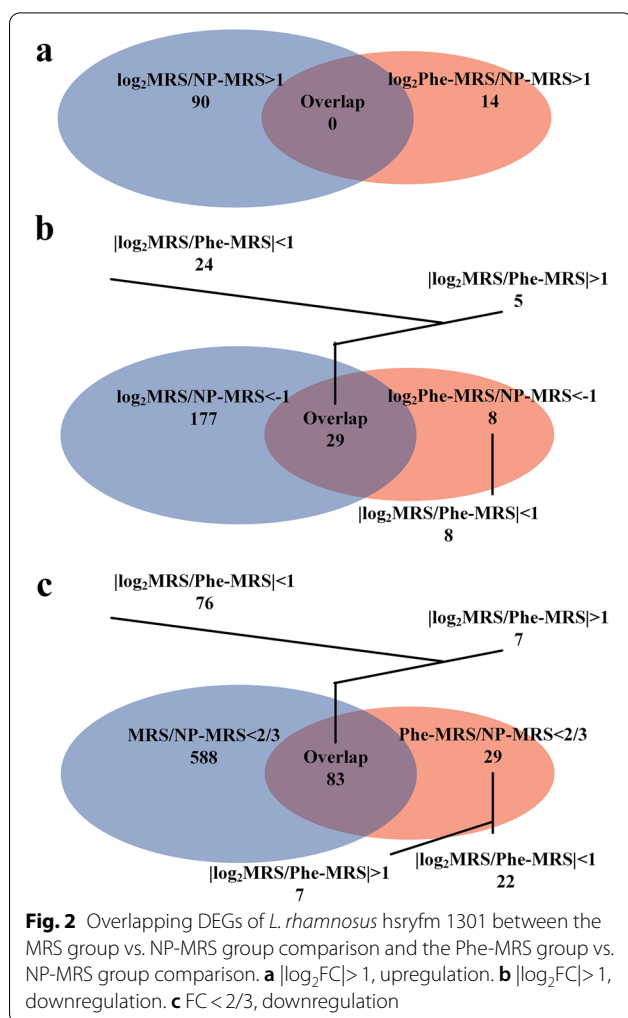 a
log₂MRS/NP-MRS>1
90
Overlap
0
log₂Phe-MRS/NP-MRS>1
14
b
|log₂MRS/Phe-MRS|<1
24
|log₂MRS/Phe-MRS|>1
5
log₂MRS/NP-MRS<-1
177
Overlap
29
log₂Phe-MRS/NP-MRS<-1
8
|log₂MRS/Phe-MRS|<1
8
c
|log₂MRS/Phe-MRS|<1
76
|log₂MRS/Phe-MRS|>1
7
MRS/NP-MRS<2/3
588
Overlap
83
Phe-MRS/NP-MRS<2/3
29
|log₂MRS/Phe-MRS|>1
7
|log₂MRS/Phe-MRS|<1
22
Fig. 2 Overlapping DEGs of L. rhamnosus hsryfm 1301 between the
MRS group vs. NP-MRS group comparison and the Phe-MRS group vs.
NP-MRS group comparison. a |log₂FC|> 1, upregulation. b |log₂FC|> 1,
downregulation. c FC < 2/3, downregulation